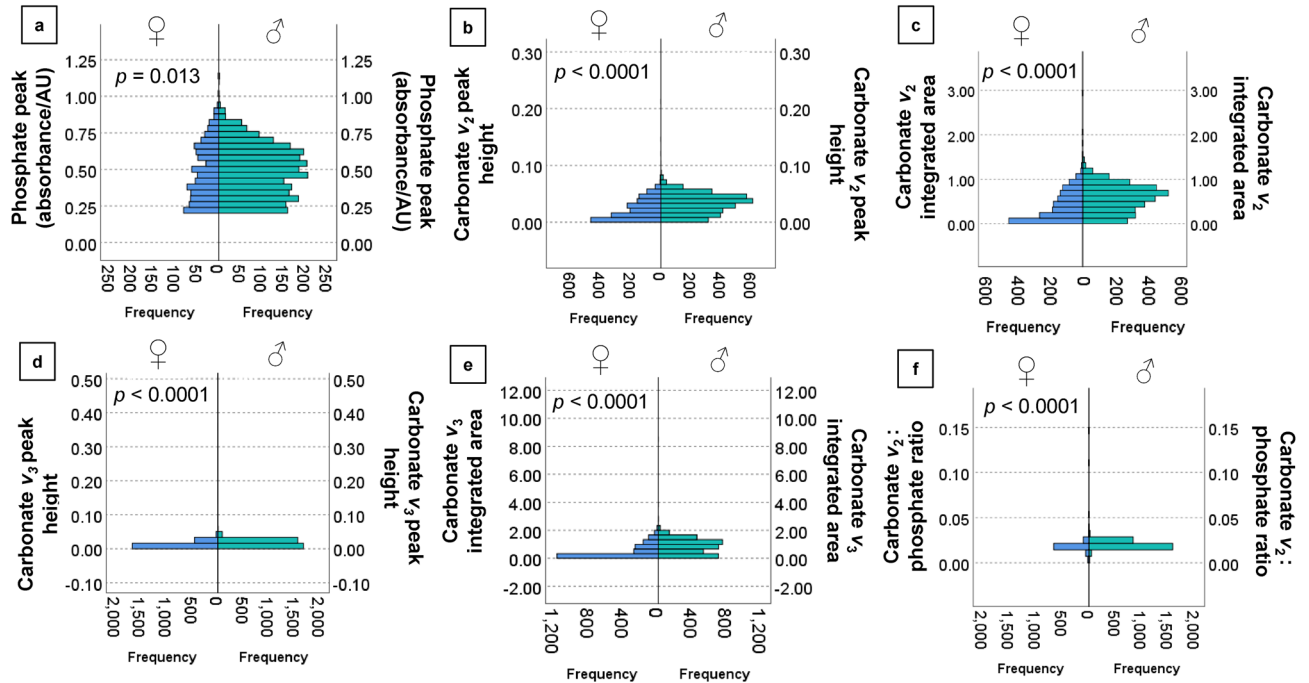 a
♀ ♂
p = 0.013
Phosphate peak
(absorbance/AU)
1.25
1.00
0.75
0.50
0.25
0.00
1.25
1.00
0.75
0.50
0.25
0.00
Phosphate peak
(absorbance/AU)
250 200 150 100 50 0 50 100 150 200 250
Frequency Frequency
b
♀ ♂
p < 0.0001
Carbonate v2 peak
height
0.30
0.20
0.10
0.00
0.30
0.20
0.10
0.00
Carbonate v2 peak
height
600 400 200 0 200 400 600
Frequency Frequency
c
♀ ♂
p < 0.0001
Carbonate v2
integrated area
3.00
2.00
1.00
0.00
3.00
2.00
1.00
0.00
Carbonate v2
integrated area
600 400 200 0 200 400 600
Frequency Frequency
d
♀ ♂
p < 0.0001
Carbonate v3 peak
height
0.50
0.40
0.30
0.20
0.10
0.00
-0.10
0.50
0.40
0.30
0.20
0.10
0.00
-0.10
Carbonate v3 peak
height
2,000 1,500 1,000 500 0 500 1,000 1,500 2,000
Frequency Frequency
e
♀ ♂
p < 0.0001
Carbonate v3
integrated area
12.00
10.00
8.00
6.00
4.00
2.00
0.00
-2.00
12.00
10.00
8.00
6.00
4.00
2.00
0.00
-2.00
Carbonate v3
integrated area
1,200 800 400 0 400 800 1,200
Frequency Frequency
f
♀ ♂
p < 0.0001
Carbonate v2:
phosphate ratio
0.15
0.10
0.05
0.00
0.15
0.10
0.05
0.00
Carbonate v2:
phosphate ratio
2,000 1,500 1,000 500 0 500 1,000 1,500 2,000
Frequency Frequency